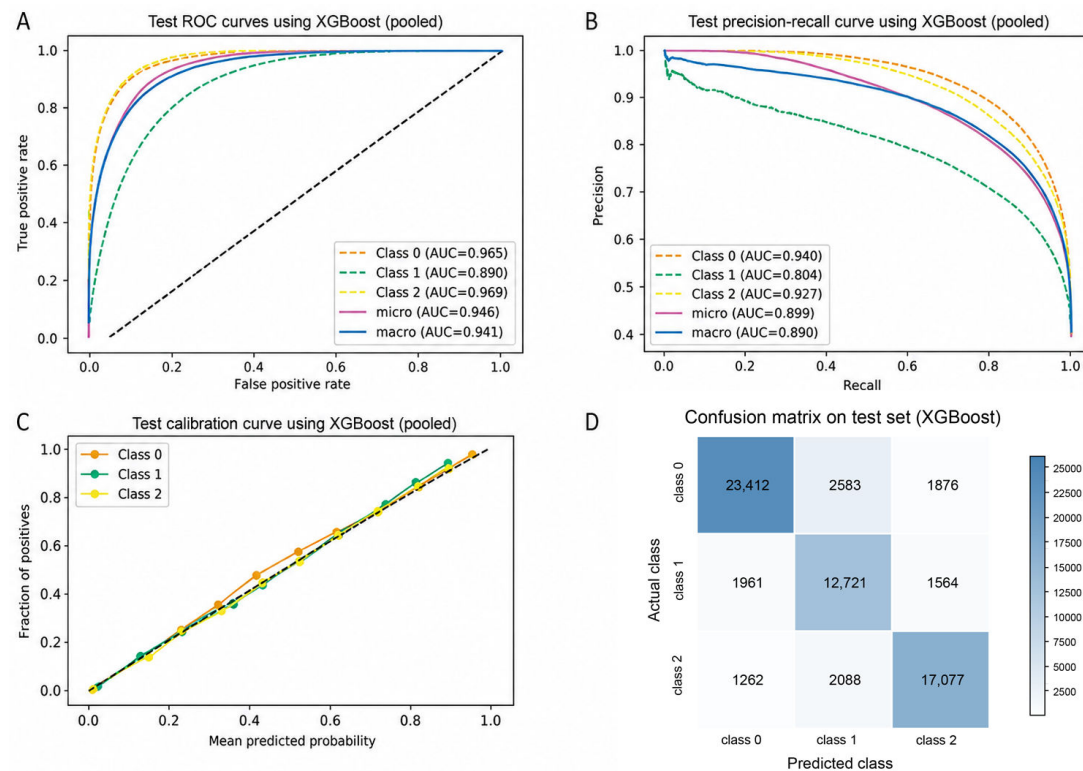 A
Test ROC curves using XGBoost (pooled)
True positive rate
1.0
0.8
0.6
0.4
0.2
0.0
Class 0 (AUC=0.965)
Class 1 (AUC=0.890)
Class 2 (AUC=0.969)
micro (AUC=0.946)
macro (AUC=0.941)
0.0 0.2 0.4 0.6 0.8 1.0
False positive rate
B
Test precision-recall curve using XGBoost (pooled)
Precision
1.0
0.9
0.8
0.7
0.6
0.5
0.4
Class 0 (AUC=0.940)
Class 1 (AUC=0.804)
Class 2 (AUC=0.927)
micro (AUC=0.899)
macro (AUC=0.890)
0.0 0.2 0.4 0.6 0.8 1.0
Recall
C
Test calibration curve using XGBoost (pooled)
Fraction of positives
1.0
0.8
0.6
0.4
0.2
0.0
Class 0
Class 1
Class 2
0.0 0.2 0.4 0.6 0.8 1.0
Mean predicted probability
D
Confusion matrix on test set (XGBoost)
Actual class
class 0
23,412 2583 1876
class 1
1961 12,721 1564
class 2
1262 2088 17,077
class 0 class 1 class 2
Predicted class
25000
22500
20000
17500
15000
12500
10000
7500
5000
2500